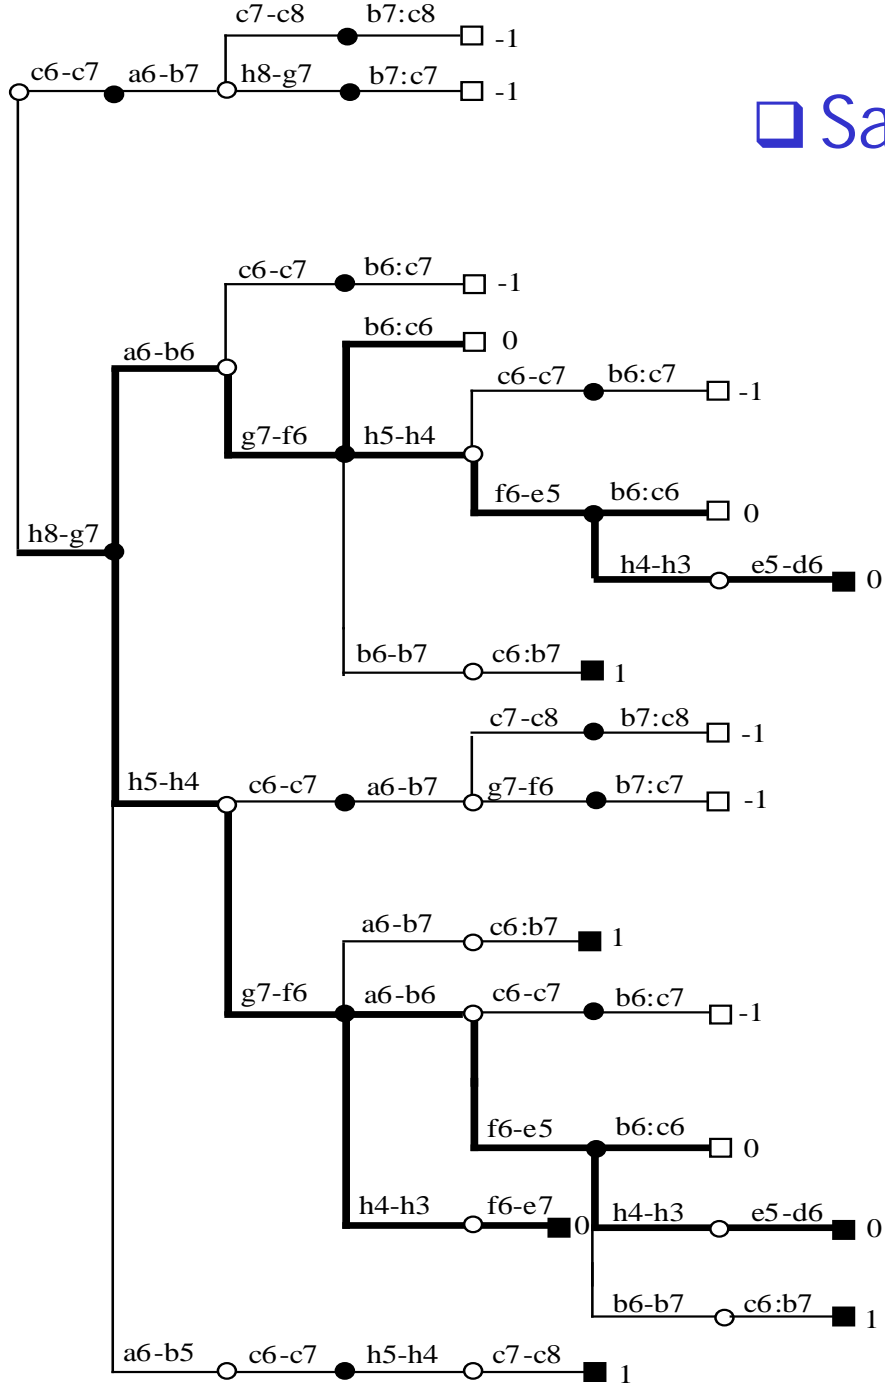 c7-c8 b7:c8
-1
c6-c7 a6-b7 h8-g7 b7:c7
-1
Sa
c6-c7 b6:c7
-1
b6:c6
0
a6-b6
c6-c7 b6:c7
-1
g7-f6 h5-h4
f6-e5 b6:c6
0
h8-g7
h4-h3 e5-d6
0
b6-b7 c6:b7
1
c7-c8 b7:c8
-1
h5-h4 c6-c7 a6-b7 g7-f6 b7:c7
-1
a6-b7 c6:b7
1
g7-f6 a6-b6 c6-c7 b6:c7
-1
f6-e5 b6:c6
0
h4-h3 f6-e7
0
h4-h3 e5-d6
0
b6-b7 c6:b7
1
a6-b5 c6-c7 h5-h4 c7-c8
1